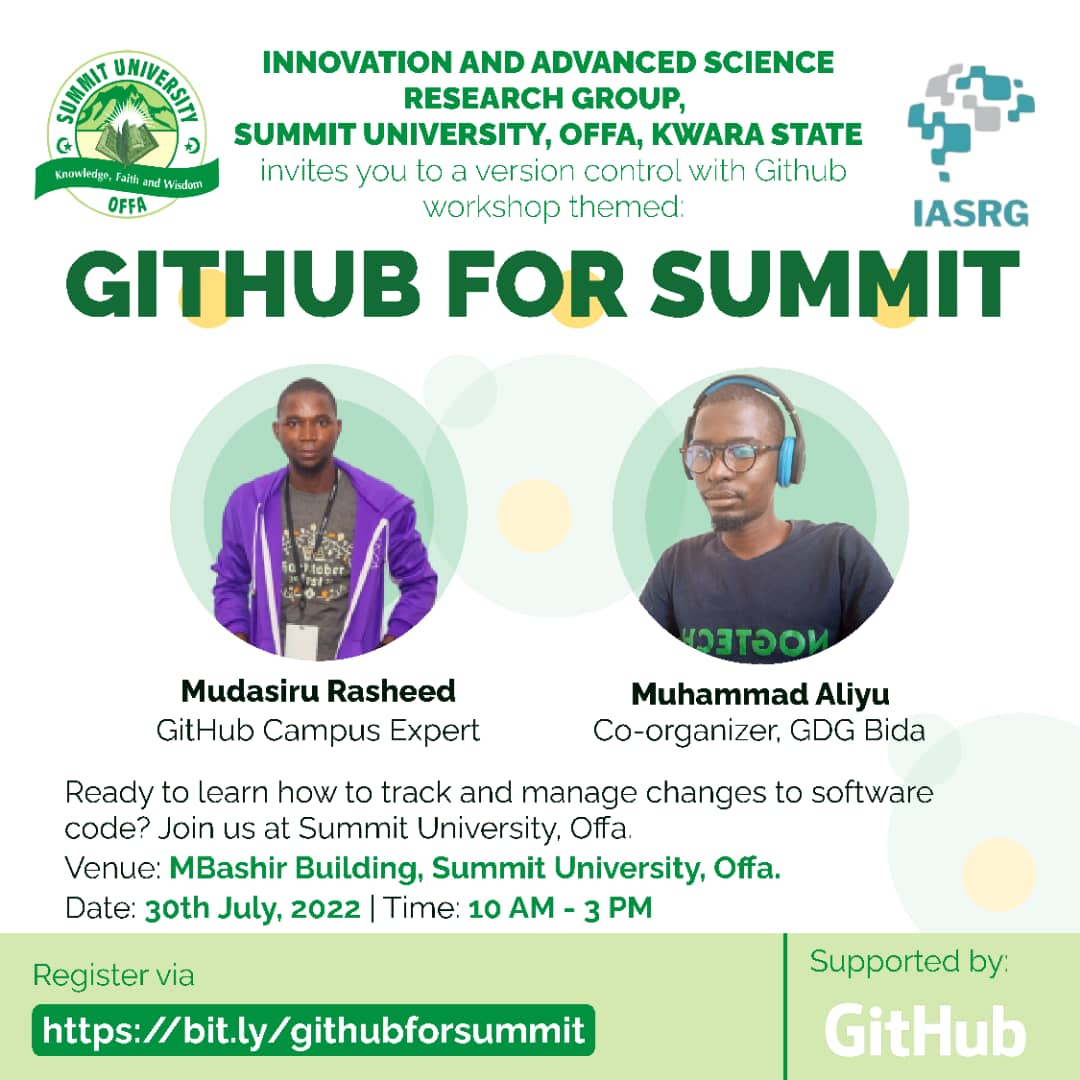 SUMMIT UNIVERSITY
Knowledge, Faith and Wisdom
OFFA
INNOVATION AND ADVANCED SCIENCE
RESEARCH GROUP,
SUMMIT UNIVERSITY, OFFA, KWARA STATE
invites you to a version control with Github
workshop themed:
IASRG
GITHUB FOR SUMMIT
NOGTECH
Mudasiru Rasheed
GitHub Campus Expert
Muhammad Aliyu
Co-organizer, GDG Bida
Ready to learn how to track and manage changes to software
code? Join us at Summit University, Offa.
Venue: MBashir Building, Summit University, Offa.
Date: 30th July, 2022 | Time: 10 AM - 3 PM
Register via
https://bit.ly/githubforsummit
Supported by:
GitHub